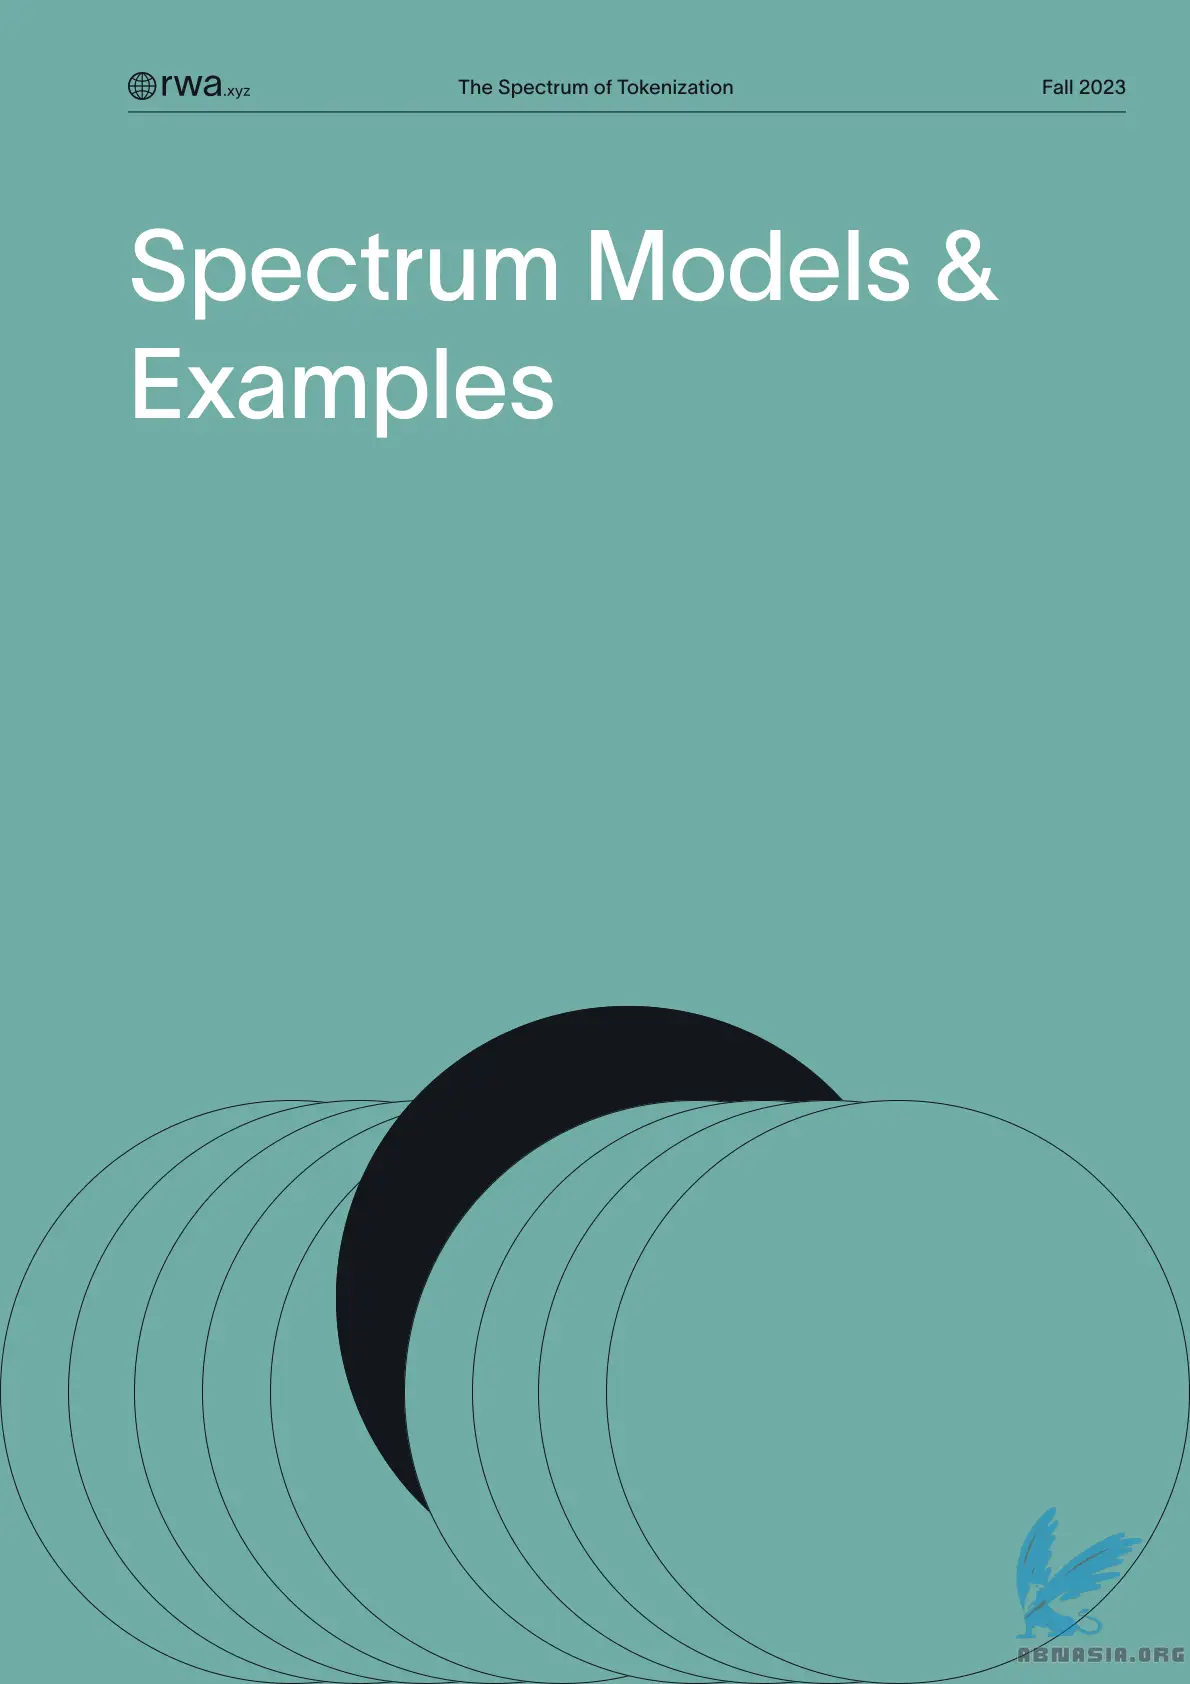 rwa.xyz
The Spectrum of Tokenization
Fall 2023
Spectrum Models &
Examples
ABNASIA.ORG